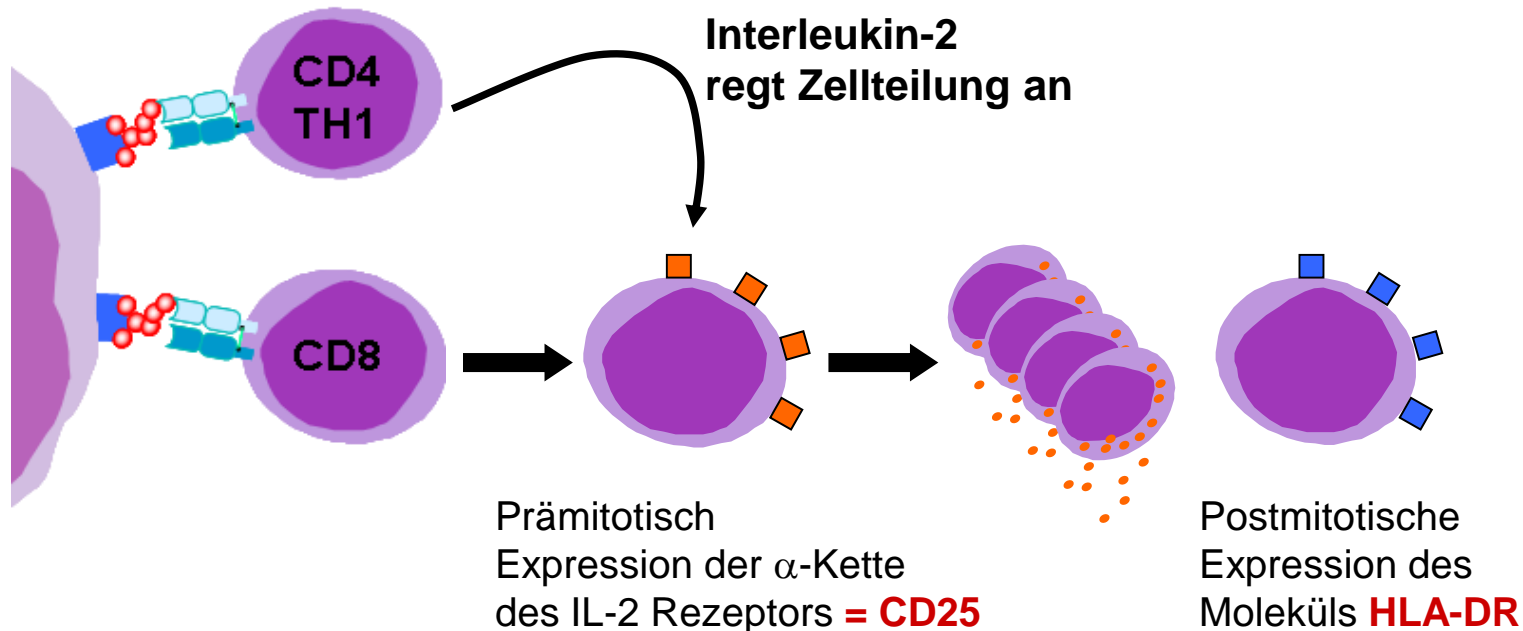 Interleukin-2
regt Zellteilung an
CD4
TH1
CD8
Prämitotisch
Expression der α-Kette
des IL-2 Rezeptors = CD25
Postmitotische
Expression des
Moleküls HLA-DR